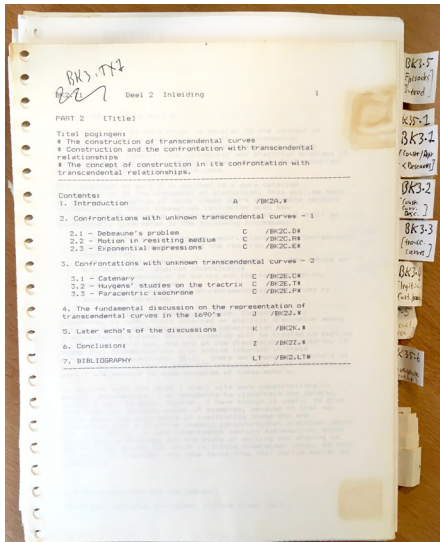 BK3.TXT
Deel 2 Inleiding 1
PART 2 [Title]
Titel pogingen:
# The construction of transcendental curves
# Construction and the confrontation with transcendental
relationships
# The concept of construction in its confrontation with
transcendental relationships.
Contents:
1. Introduction A /BK2A.#
2. Confrontations with unknown transcendental curves - 1
2.1 - Debeaune's problem C /BK2C.D#
2.2 - Motion in resisting medium C /BK2C.R#
2.3 - Exponential expressions C /BK2C.E#
3. Confrontations with unknown transcendental curves - 2
3.1 - Catenary C /BK2E.C#
3.2 - Huygens' studies on the tractrix C /BK2E.T#
3.3 - Paracentric isochrone C /BK2E.P#
4. The fundamental discussion on the representation of
transcendental curves in the 1690's J /BK2J.#
5. Later echo's of the discussions K /BK2K.#
6. Conclusion: Z /BK2Z.#
7. BIBLIOGRAPHY LT /BK2.LT#
BK3-5
BK3-1
BK3-2
BK3-3